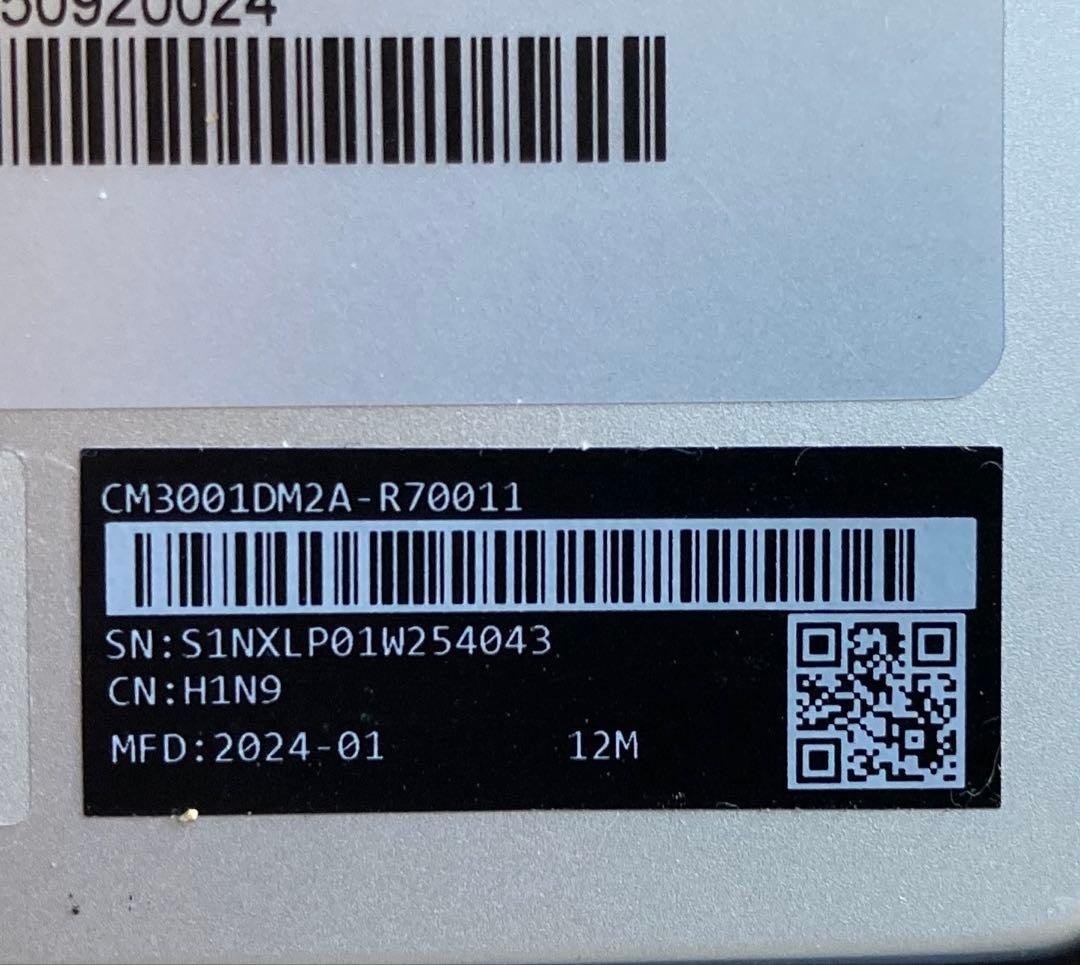 50920024
CM3001DM2A-R70011
SN:S1NXLP01W254043
CN:H1N9
MFD:2024-01 12M